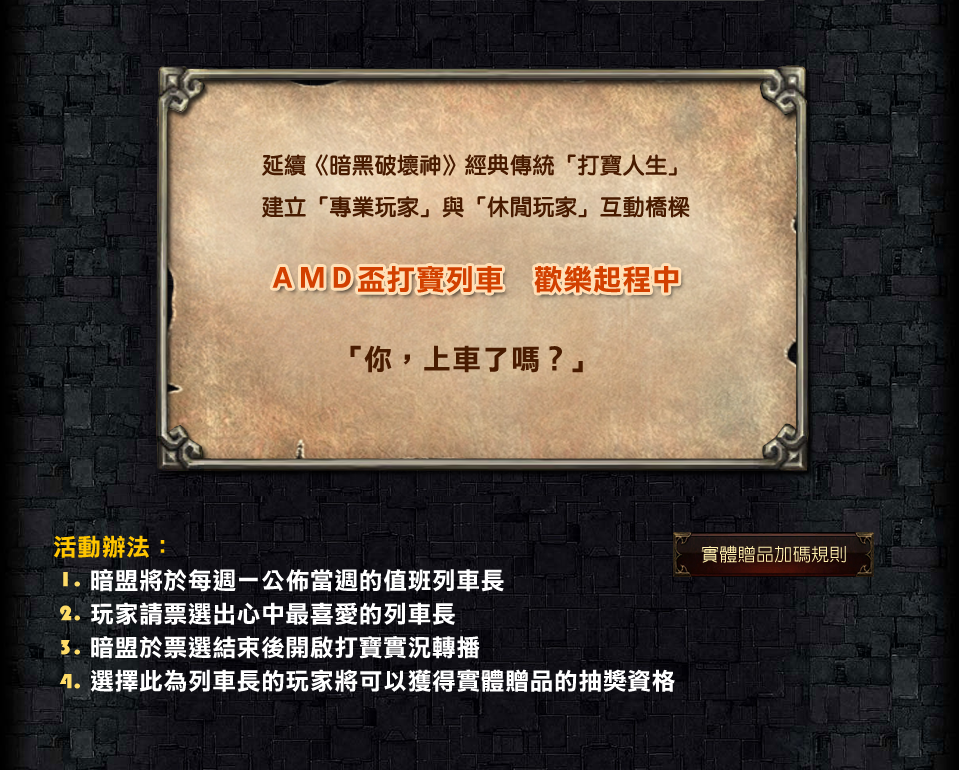 延續《暗黑破壞神》經典傳統「打寶人生」
建立「專業玩家」與「休閒玩家」互動橋樑
ＡＭＤ盃打寶列車　歡樂起程中
「你，上車了嗎？」
活動辦法：
實體贈品加碼規則
1. 暗盟將於每週一公佈當週的值班列車長
2. 玩家請票選出心中最喜愛的列車長
3. 暗盟於票選結束後開啟打寶實況轉播
4. 選擇此為列車長的玩家將可以獲得實體贈品的抽獎資格